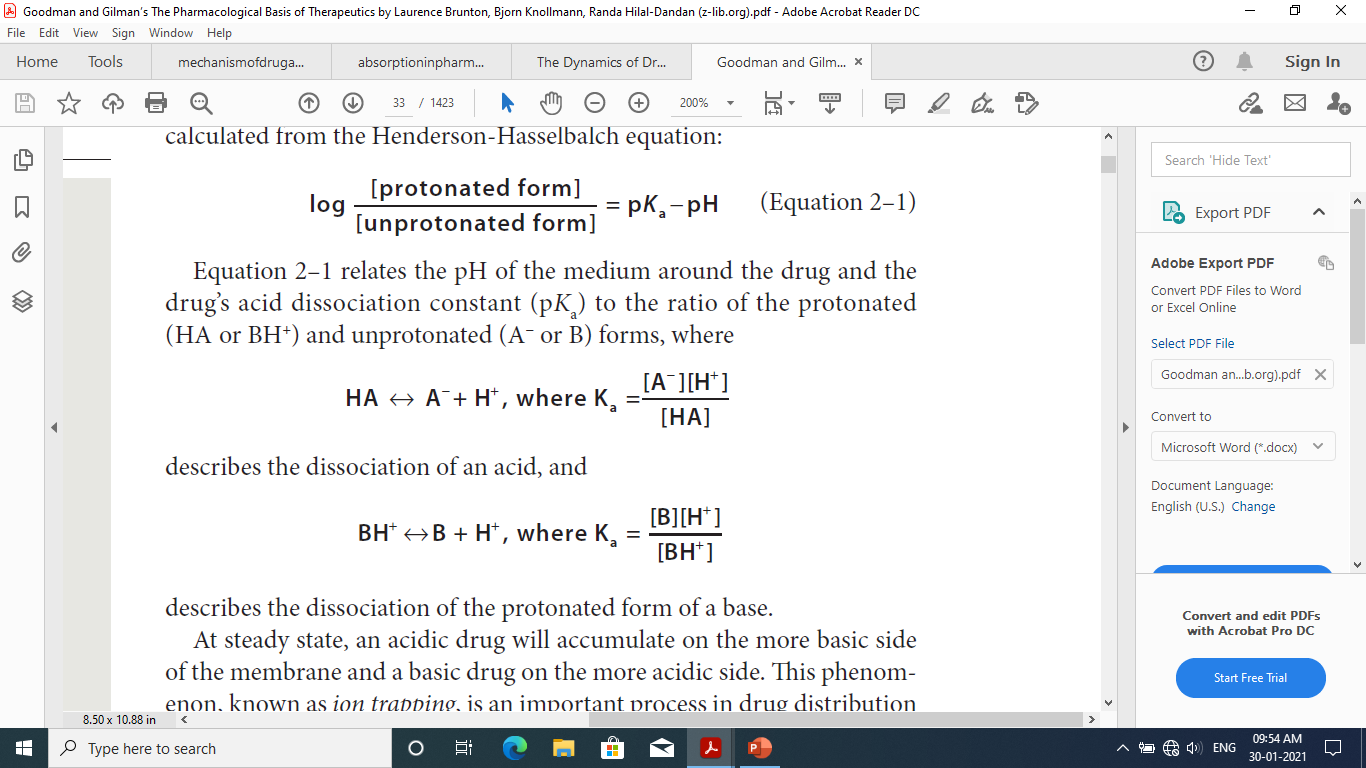 Goodman and Gilman's The Pharmacological Basis of Therapeutics by Laurence Brunton, Bjorn Knollmann, Randa Hilal-Dandan (z-lib.org).pdf - Adobe Acrobat Reader DC
File Edit View Sign Window Help
Home Tools mechanismofdruga... absorptioninpharm... The Dynamics of Dr... Goodman and Gilm... × Sign In
33 / 1423 200%
calculated from the Henderson-Hasselbalch equation:
log [protonated form] / [unprotonated form] = pKₐ – pH (Equation 2–1)
Equation 2–1 relates the pH of the medium around the drug and the
drug's acid dissociation constant (pKₐ) to the ratio of the protonated
(HA or BH⁺) and unprotonated (A⁻ or B) forms, where
HA ↔ A⁻ + H⁺, where Kₐ = [A⁻][H⁺] / [HA]
describes the dissociation of an acid, and
BH⁺ ↔ B + H⁺, where Kₐ = [B][H⁺] / [BH⁺]
describes the dissociation of the protonated form of a base.
At steady state, an acidic drug will accumulate on the more basic side
of the membrane and a basic drug on the more acidic side. This phenom-
enon, known as ion trapping, is an important process in drug distribution
8.50 x 10.88 in
Search 'Hide Text'
Export PDF
Adobe Export PDF
Convert PDF Files to Word
or Excel Online
Select PDF File
Goodman an...b.org).pdf ×
Convert to
Microsoft Word (*.docx)
Document Language:
English (U.S.) Change
Convert and edit PDFs
with Acrobat Pro DC
Start Free Trial
Type here to search
ENG
09:54 AM
30-01-2021